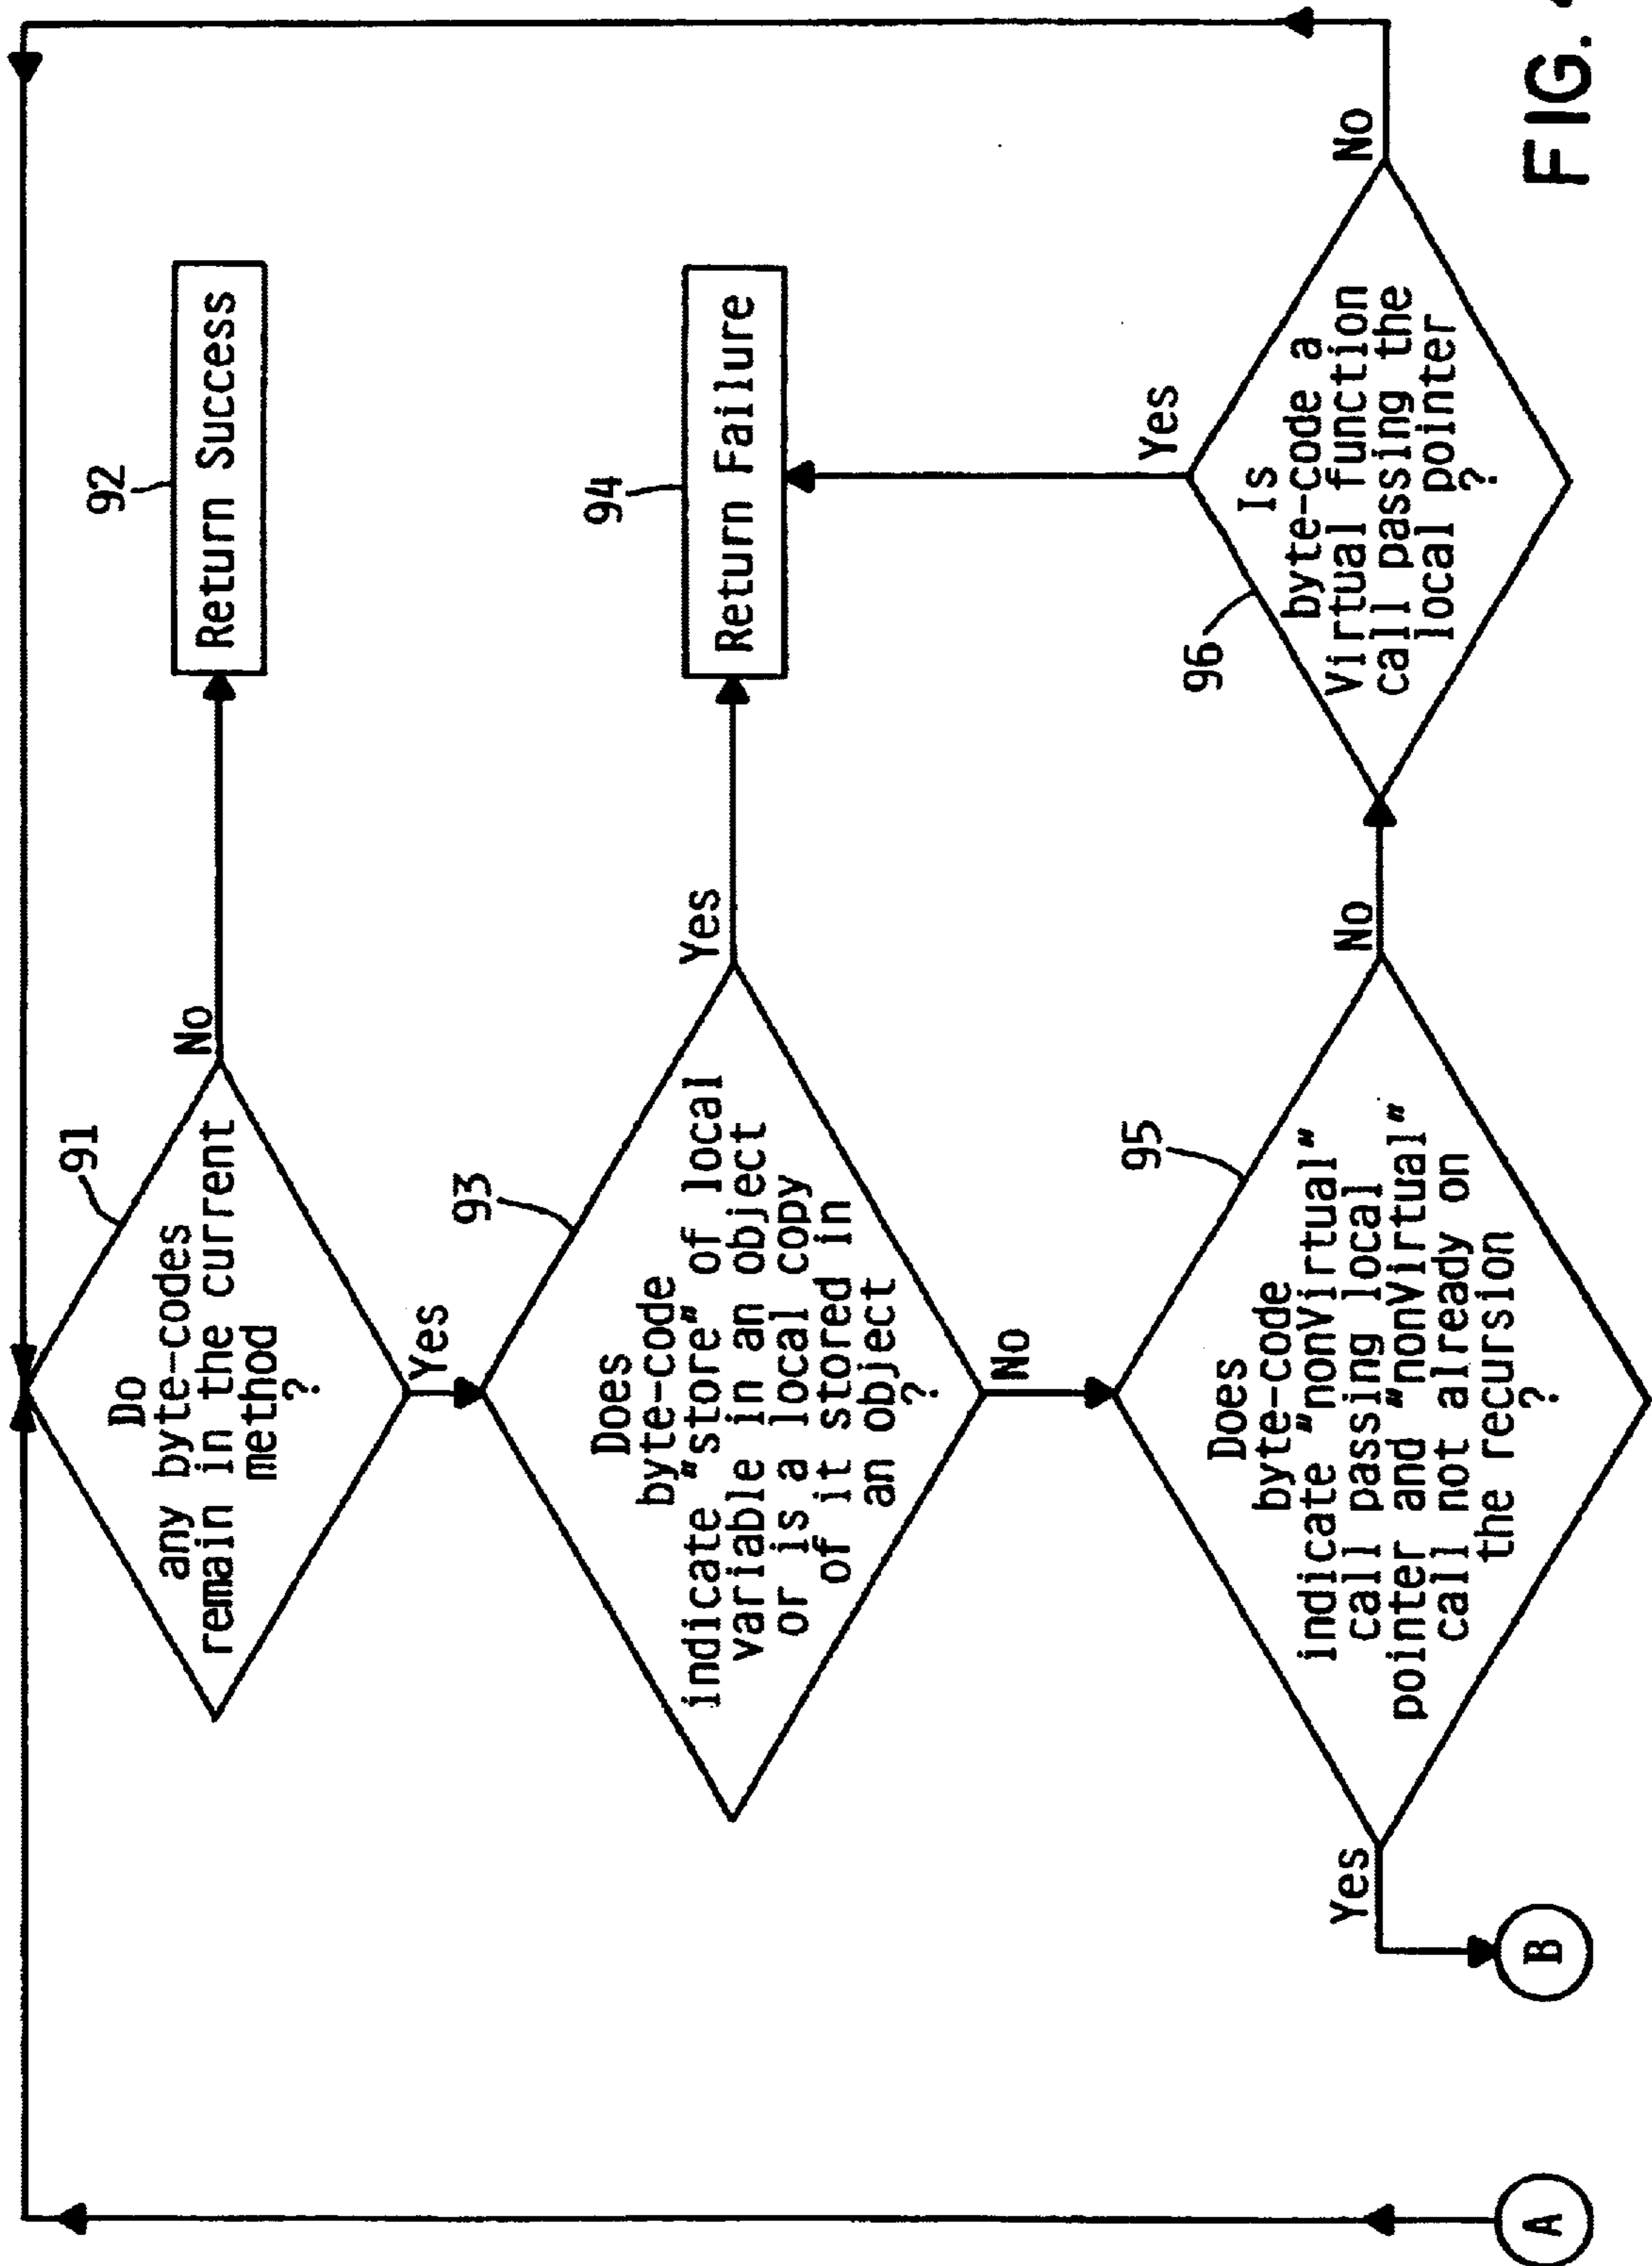 91
Do
any byte-codes
remain in the current
method
?
No
92
Return Success
Yes
93
Does
byte-code
indicate "store" of local
variable in an object
or is a local copy
of it stored in
an object
?
Yes
94
Return Failure
No
95
Does
byte-code
indicate "nonVirtual"
call passing local
pointer and "nonVirtual"
call not already on
the recursion
?
Yes
No
96
Is
byte-code a
Virtual function
call passing the
local pointer
?
Yes
No
A
B
FIG.